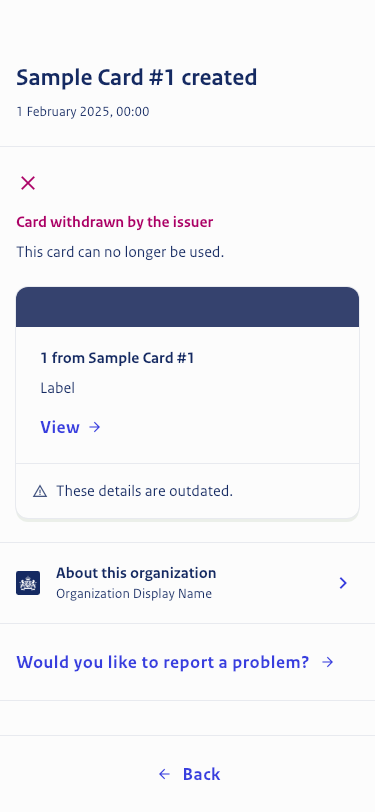 Sample Card #1 created
1 February 2025, 00:00
Card withdrawn by the issuer
This card can no longer be used.
1 from Sample Card #1
Label
View
These details are outdated.
About this organization
Organization Display Name
Would you like to report a problem?
Back